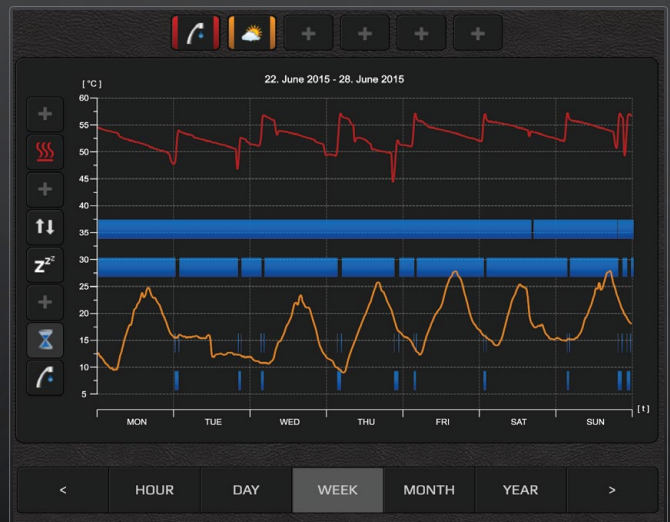 + + + +
22. June 2015 - 28. June 2015
[ °C ]
60
55
50
45
40
35
30
25
20
15
10
5
+
+
zzz
+
[ t ]
MON TUE WED THU FRI SAT SUN
< HOUR DAY WEEK MONTH YEAR >